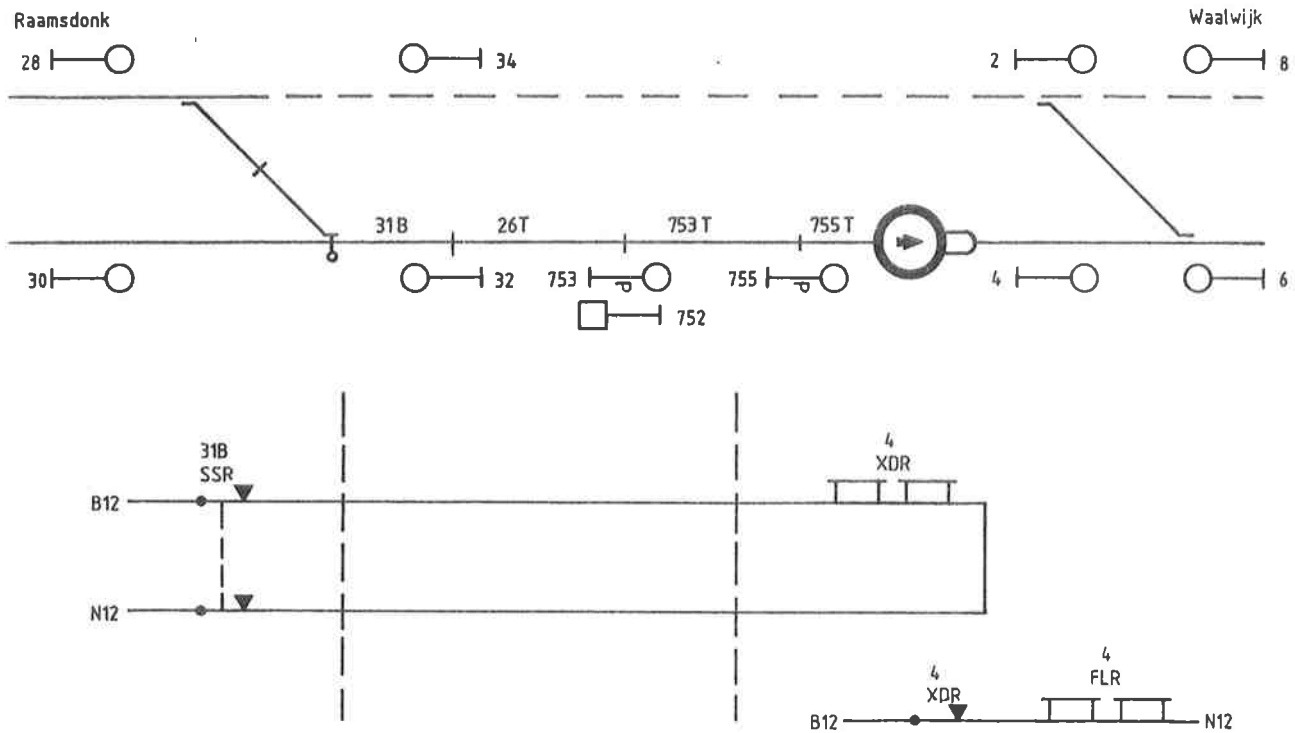 Raamsdonk
Waalwijk
28
34
2
8
31B
26T
753T
755T
30
32
753
P
755
P
4
6
752
31B
SSR
4
XDR
B12
N12
4
XDR
4
FLR
B12
N12